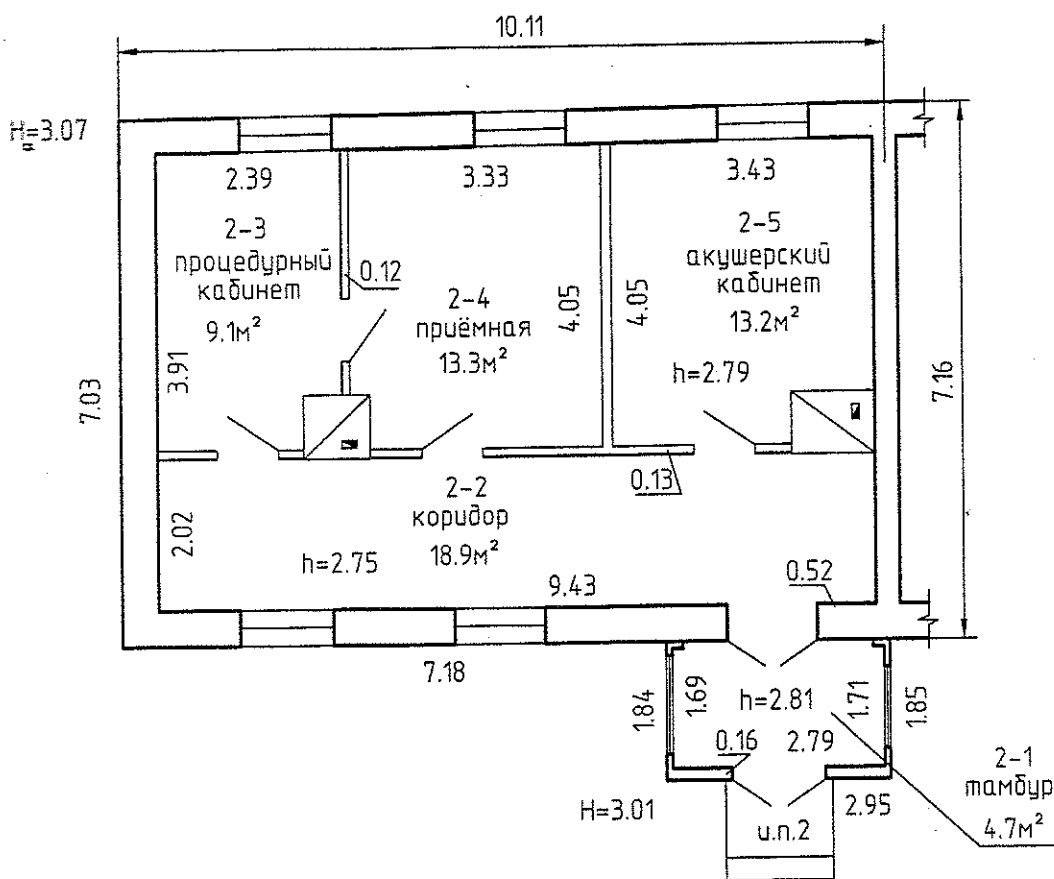 10.11
H=3.07
2.39
3.33
3.43
2-3
процедурный
кабинет
9.1м²
0.12
2-4
приёмная
13.3м²
4.05
4.05
2-5
акушерский
кабинет
13.2м²
h=2.79
3.91
7.03
7.16
2-2
коридор
18.9м²
0.13
2.02
h=2.75
9.43
0.52
7.18
1.84
1.69
h=2.81
1.71
1.85
0.16
2.79
2-1
тамбур
4.7м²
H=3.01
2.95
и.п.2